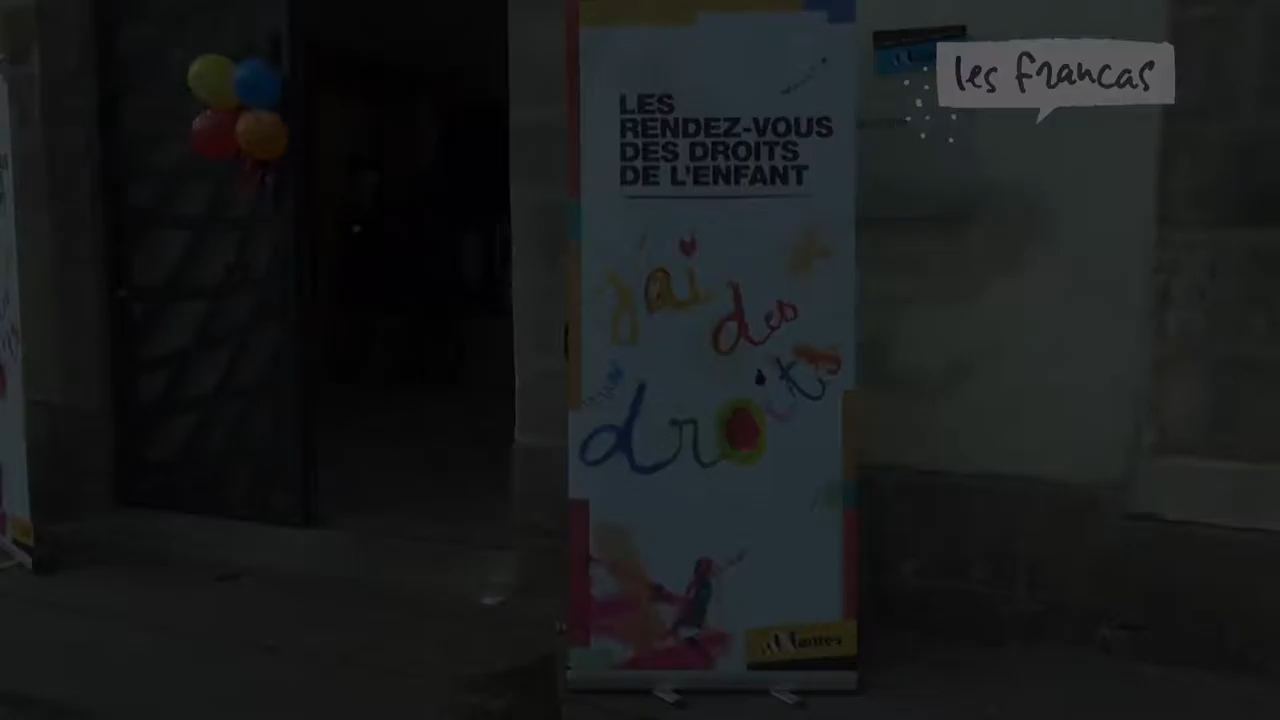 les francas
LES
RENDEZ-VOUS
DES DROITS
DE L'ENFANT
j'ai
des
droits